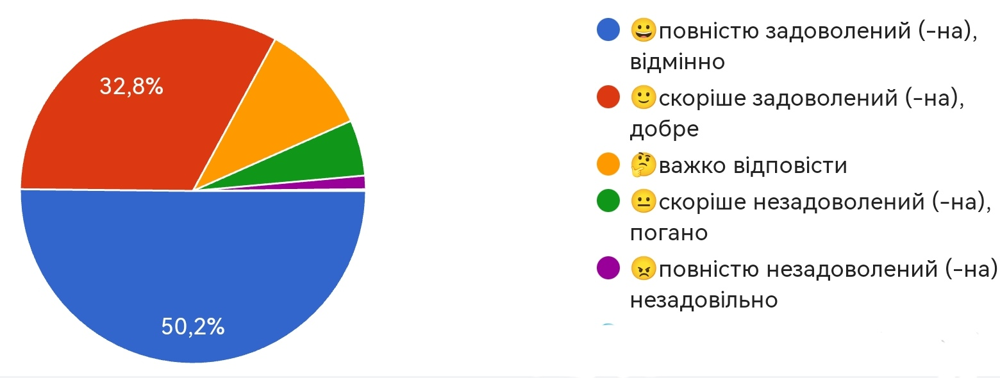 32,8%
50,2%
😀повністю задоволений (-на),
відмінно
🙂скоріше задоволений (-на),
добре
🤔важко відповісти
😐скоріше незадоволений (-на),
погано
😠повністю незадоволений (-на)
незадовільно